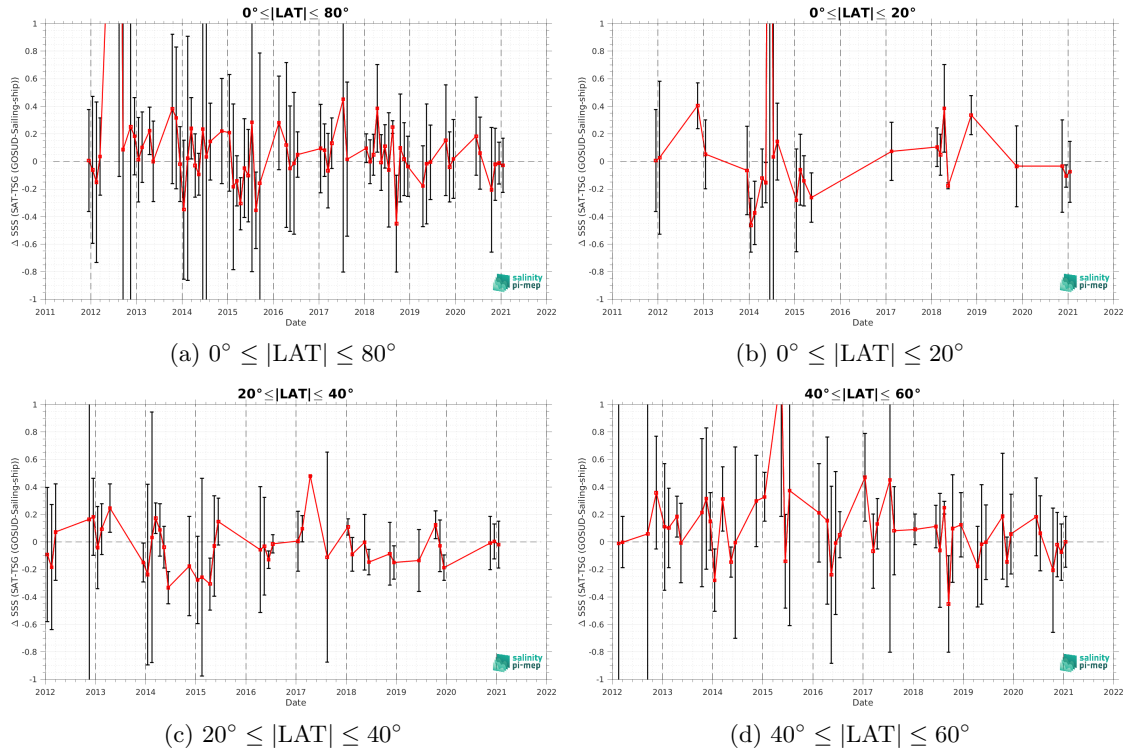 0°≤|LAT|≤ 80°
Δ SSS (SAT-TSG (GOSUD-Sailing-ship))
1
0.8
0.6
0.4
0.2
0
-0.2
-0.4
-0.6
-0.8
-1
salinity
pi-mep
2011 2012 2013 2014 2015 2016 2017 2018 2019 2020 2021 2022
Date
(a) 0° ≤ |LAT| ≤ 80°
0°≤|LAT|≤ 20°
Δ SSS (SAT-TSG (GOSUD-Sailing-ship))
1
0.8
0.6
0.4
0.2
0
-0.2
-0.4
-0.6
-0.8
-1
salinity
pi-mep
2011 2012 2013 2014 2015 2016 2017 2018 2019 2020 2021 2022
Date
(b) 0° ≤ |LAT| ≤ 20°
20°≤|LAT|≤ 40°
Δ SSS (SAT-TSG (GOSUD-Sailing-ship))
1
0.8
0.6
0.4
0.2
0
-0.2
-0.4
-0.6
-0.8
-1
salinity
pi-mep
2012 2013 2014 2015 2016 2017 2018 2019 2020 2021 2022
Date
(c) 20° ≤ |LAT| ≤ 40°
40°≤|LAT|≤ 60°
Δ SSS (SAT-TSG (GOSUD-Sailing-ship))
1
0.8
0.6
0.4
0.2
0
-0.2
-0.4
-0.6
-0.8
-1
salinity
pi-mep
2012 2013 2014 2015 2016 2017 2018 2019 2020 2021 2022
Date
(d) 40° ≤ |LAT| ≤ 60°